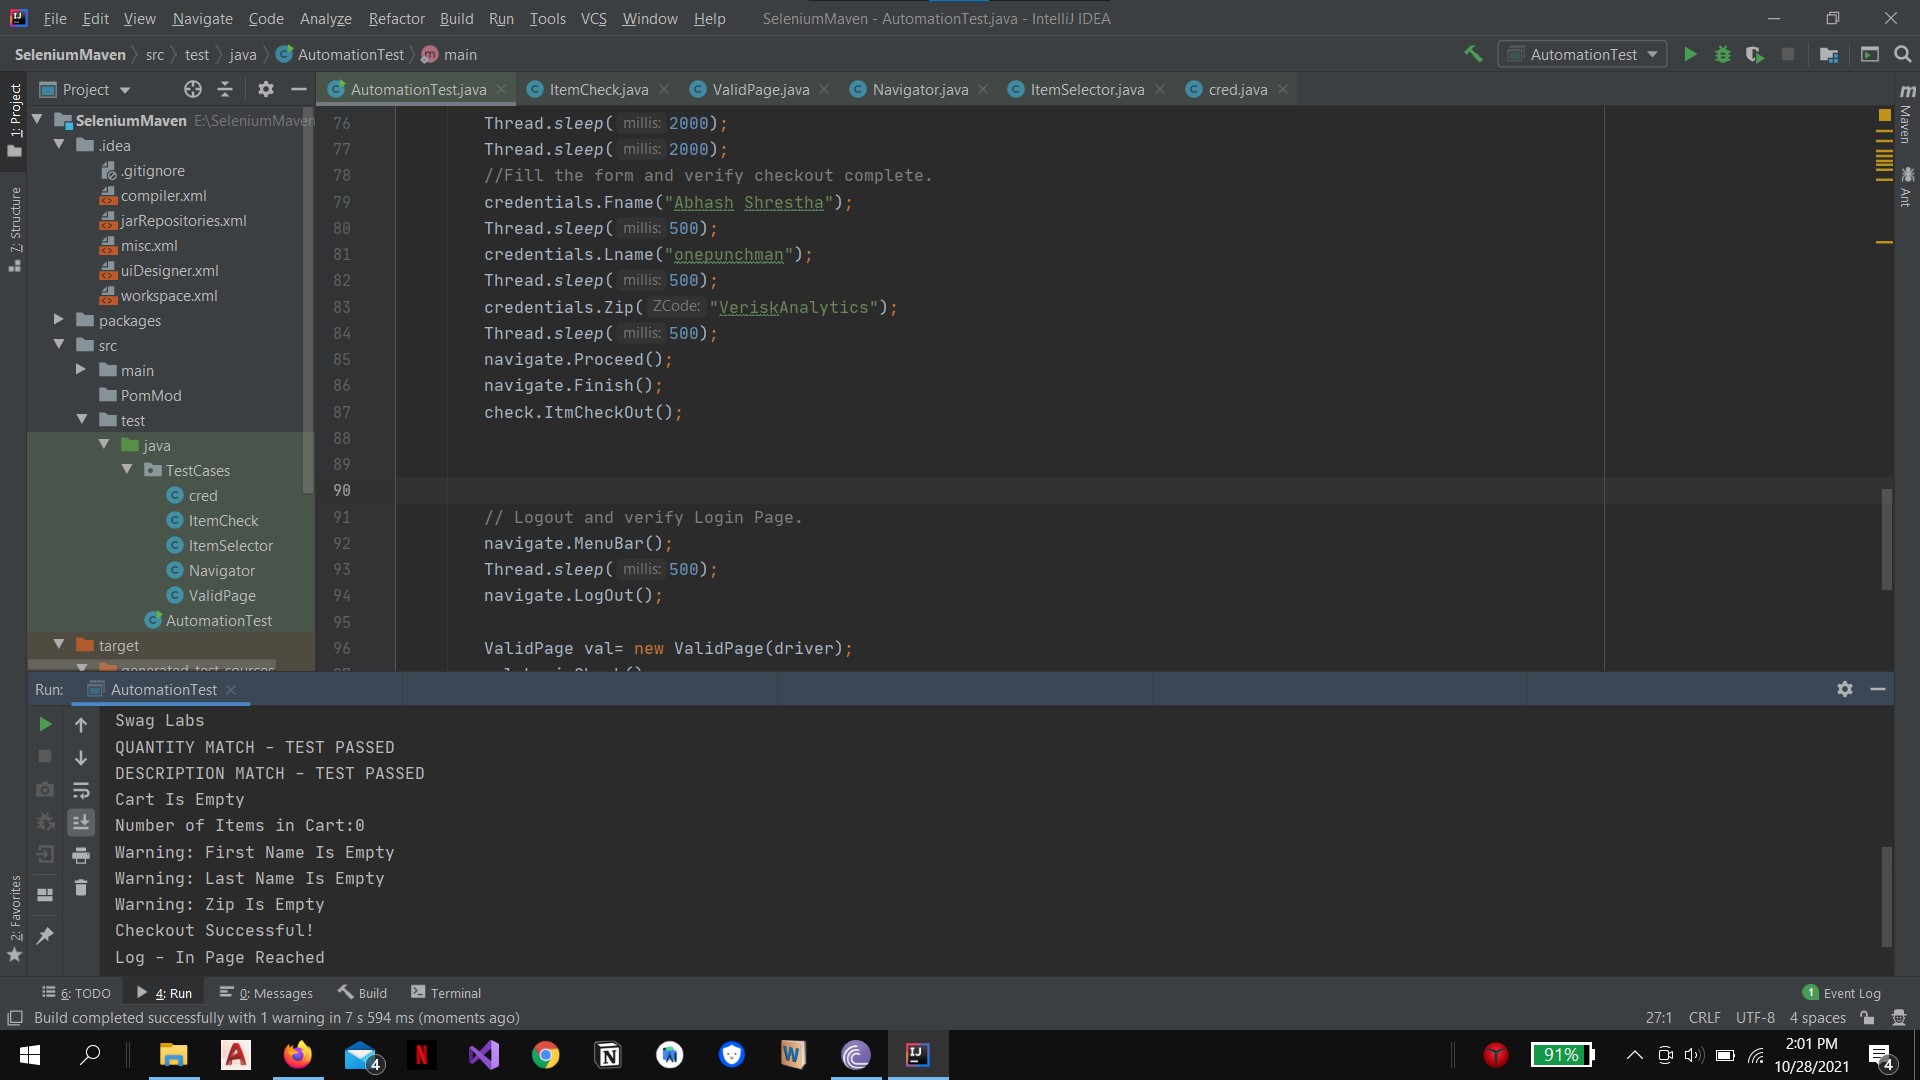 File Edit View Navigate Code Analyze Refactor Build Run Tools VCS Window Help SeleniumMaven - AutomationTest.java - IntelliJ IDEA
SeleniumMaven src test java AutomationTest main AutomationTest
1: Project
7: Structure
2: Favorites
Project
SeleniumMaven E:\SeleniumMaven
.idea
.gitignore
compiler.xml
jarRepositories.xml
misc.xml
uiDesigner.xml
workspace.xml
packages
src
main
PomMod
test
java
TestCases
cred
ItemCheck
ItemSelector
Navigator
ValidPage
AutomationTest
target
AutomationTest.java ItemCheck.java ValidPage.java Navigator.java ItemSelector.java cred.java
76 Thread.sleep( millis: 2000);
77 Thread.sleep( millis: 2000);
78 //Fill the form and verify checkout complete.
79 credentials.Fname("Abhash Shrestha");
80 Thread.sleep( millis: 500);
81 credentials.Lname("onepunchman");
82 Thread.sleep( millis: 500);
83 credentials.Zip( ZCode: "VeriskAnalytics");
84 Thread.sleep( millis: 500);
85 navigate.Proceed();
86 navigate.Finish();
87 check.ItmCheckOut();
88
89
90
91 // Logout and verify Login Page.
92 navigate.MenuBar();
93 Thread.sleep( millis: 500);
94 navigate.LogOut();
95
96 ValidPage val= new ValidPage(driver);
m Maven
Ant
Run: AutomationTest
Swag Labs
QUANTITY MATCH - TEST PASSED
DESCRIPTION MATCH - TEST PASSED
Cart Is Empty
Number of Items in Cart:0
Warning: First Name Is Empty
Warning: Last Name Is Empty
Warning: Zip Is Empty
Checkout Successful!
Log - In Page Reached
6: TODO 4: Run 0: Messages Build Terminal 1 Event Log
Build completed successfully with 1 warning in 7 s 594 ms (moments ago) 27:1 CRLF UTF-8 4 spaces
4 91% 2:01 PM
10/28/2021 4